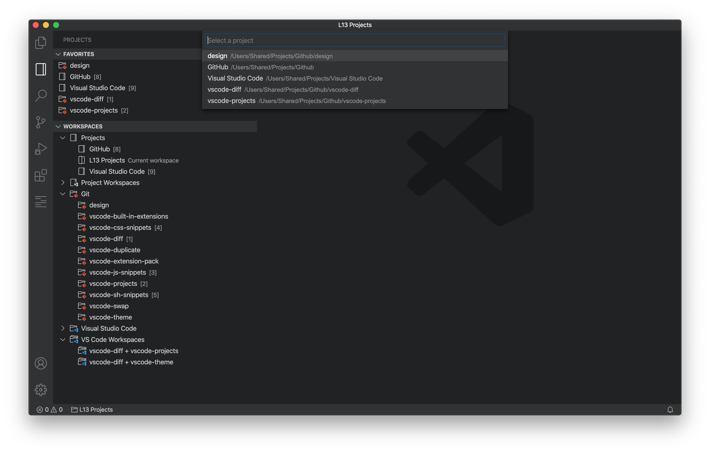 L13 Projects
PROJECTS
FAVORITES
design
GitHub [8]
Visual Studio Code [9]
vscode-diff [1]
vscode-projects [2]
WORKSPACES
Projects
GitHub [8]
L13 Projects Current workspace
Visual Studio Code [9]
Project Workspaces
Git
design
vscode-built-in-extensions
vscode-css-snippets [4]
vscode-diff [1]
vscode-duplicate
vscode-extension-pack
vscode-js-snippets [3]
vscode-projects [2]
vscode-sh-snippets [5]
vscode-swap
vscode-theme
Visual Studio Code
VS Code Workspaces
vscode-diff + vscode-projects
vscode-diff + vscode-theme
Select a project
design /Users/Shared/Projects/Github/design
GitHub /Users/Shared/Projects/Github
Visual Studio Code /Users/Shared/Projects/Visual Studio Code
vscode-diff /Users/Shared/Projects/Github/vscode-diff
vscode-projects /Users/Shared/Projects/Github/vscode-projects
0 0 L13 Projects